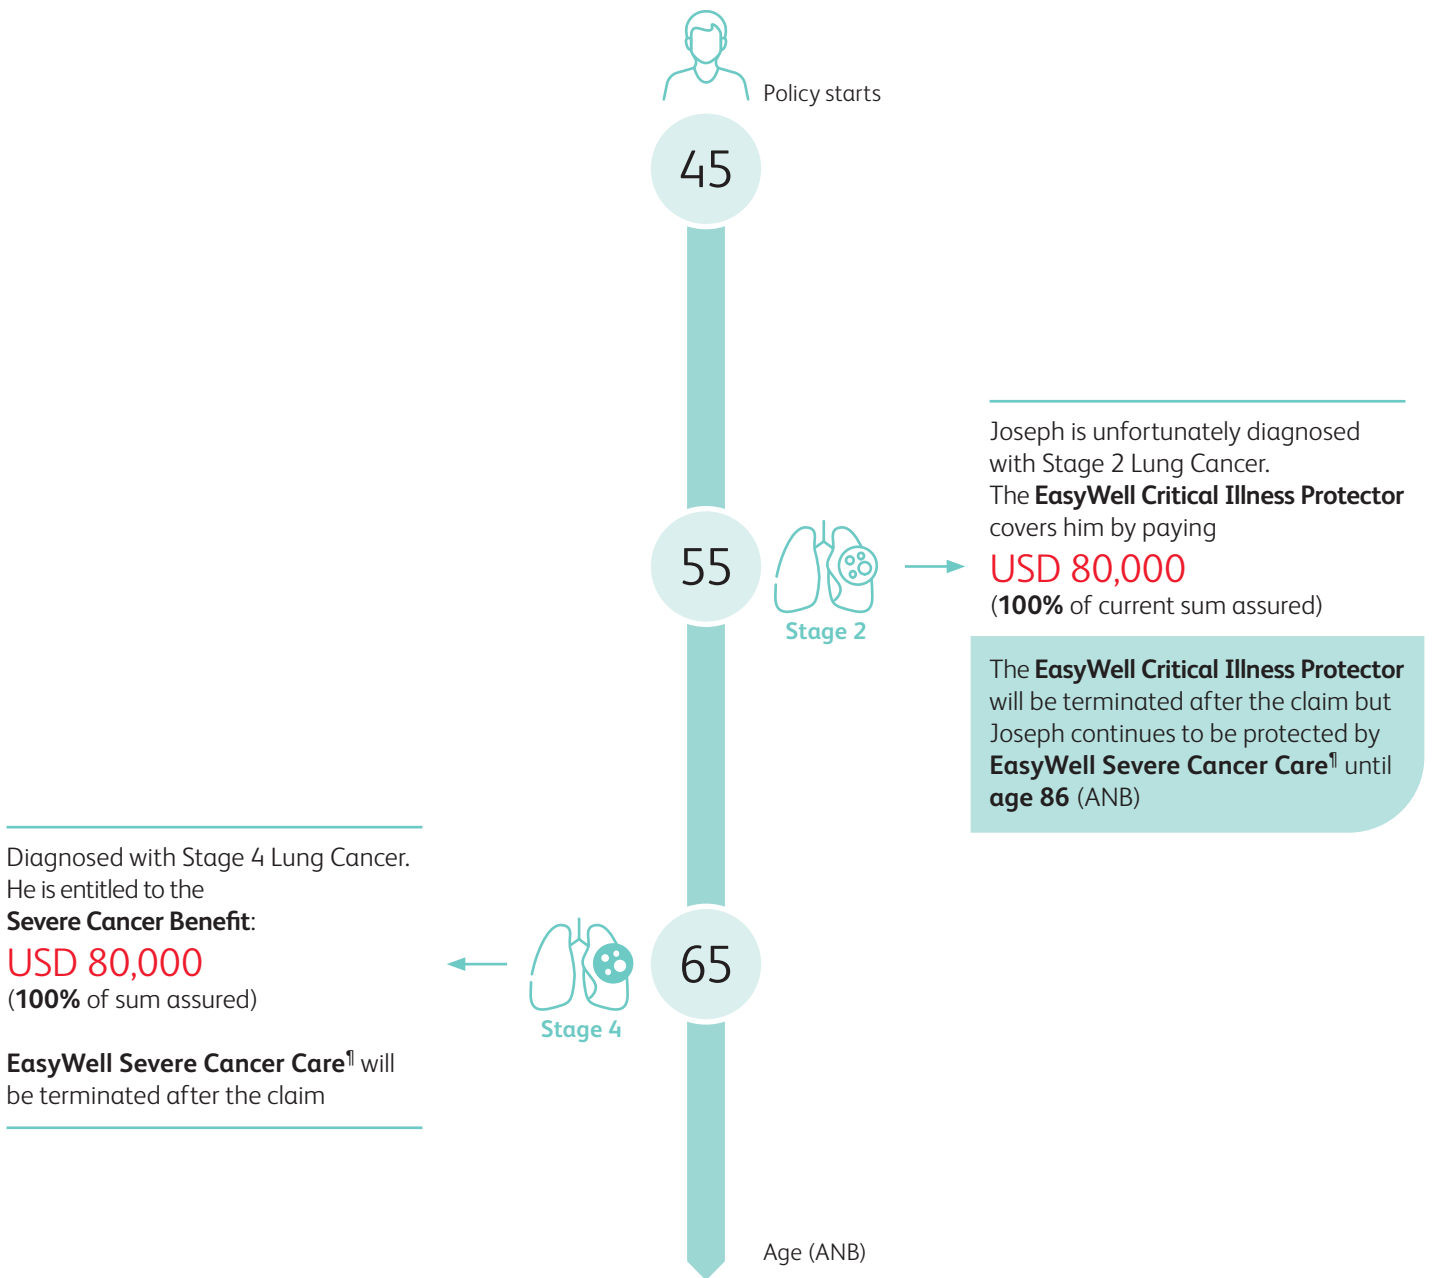 Policy starts
45
55
Stage 2
Joseph is unfortunately diagnosed
with Stage 2 Lung Cancer.
The EasyWell Critical Illness Protector
covers him by paying
USD 80,000
(100% of current sum assured)
The EasyWell Critical Illness Protector
will be terminated after the claim but
Joseph continues to be protected by
EasyWell Severe Cancer Care¶ until
age 86 (ANB)
Diagnosed with Stage 4 Lung Cancer.
He is entitled to the
Severe Cancer Benefit:
USD 80,000
(100% of sum assured)
EasyWell Severe Cancer Care¶ will
be terminated after the claim
Stage 4
65
Age (ANB)